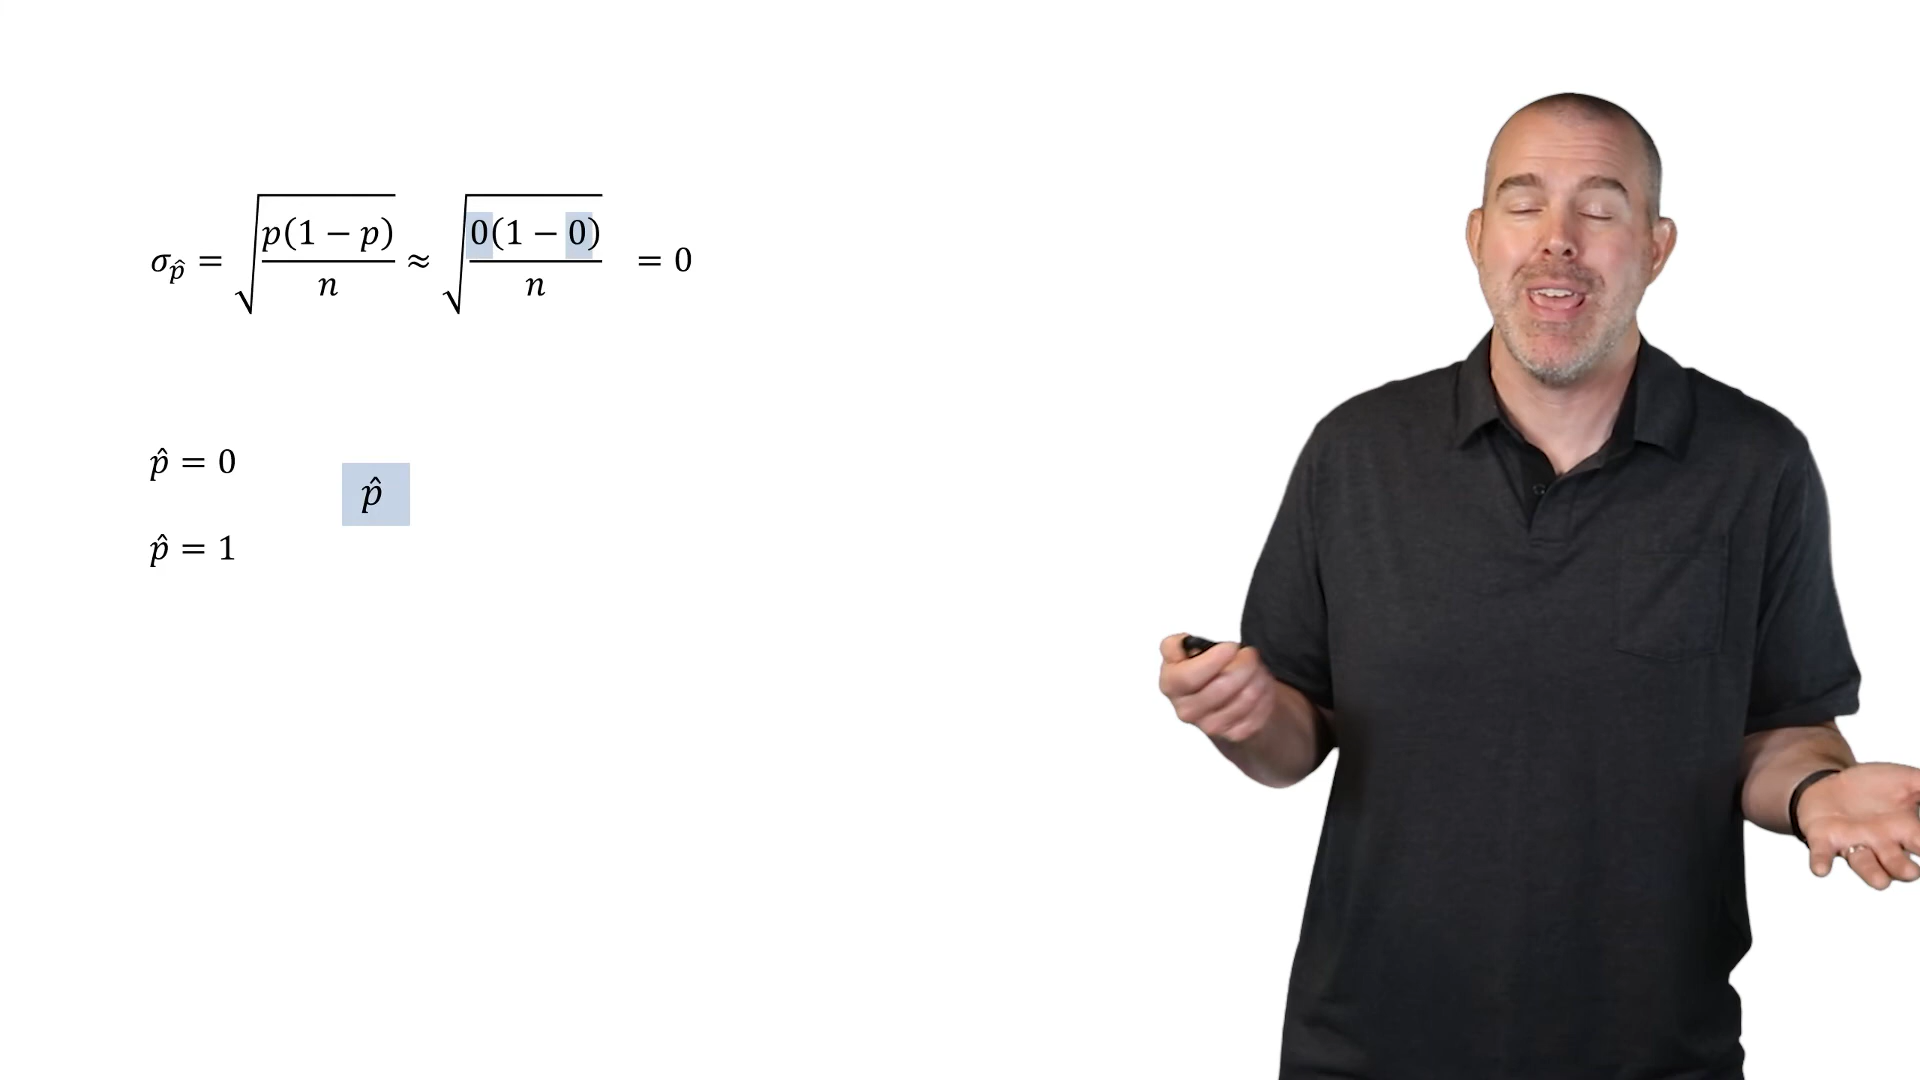 σ_p̂ = √(p(1 − p)/n) ≈ √(0(1 − 0)/n) = 0
p̂ = 0
p̂
p̂ = 1